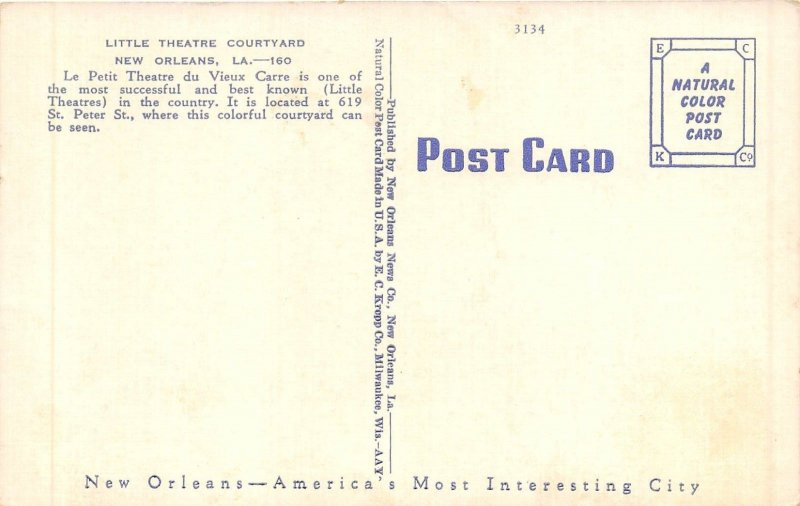 LITTLE THEATRE COURTYARD
NEW ORLEANS, LA.—160
Le Petit Theatre du Vieux Carre is one of
the most successful and best known (Little
Theatres) in the country. It is located at 619
St. Peter St., where this colorful courtyard can
be seen.
—Published by New Orleans News Co., New Orleans, La.—
Natural Color Post Card Made in U.S.A. by E. C. Kropp Co., Milwaukee, Wis.—AAY
3134
POST CARD
E C
A
NATURAL
COLOR
POST
CARD
K Co
New Orleans—America's Most Interesting City